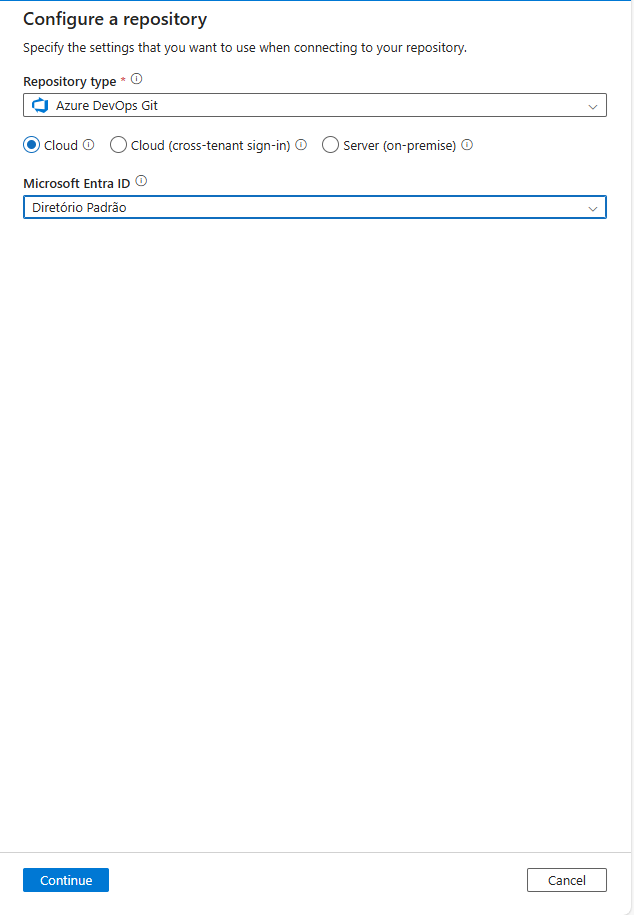 Configure a repository
Specify the settings that you want to use when connecting to your repository.
Repository type *
Azure DevOps Git
Cloud Cloud (cross-tenant sign-in) Server (on-premise)
Microsoft Entra ID
Diretório Padrão
Continue Cancel